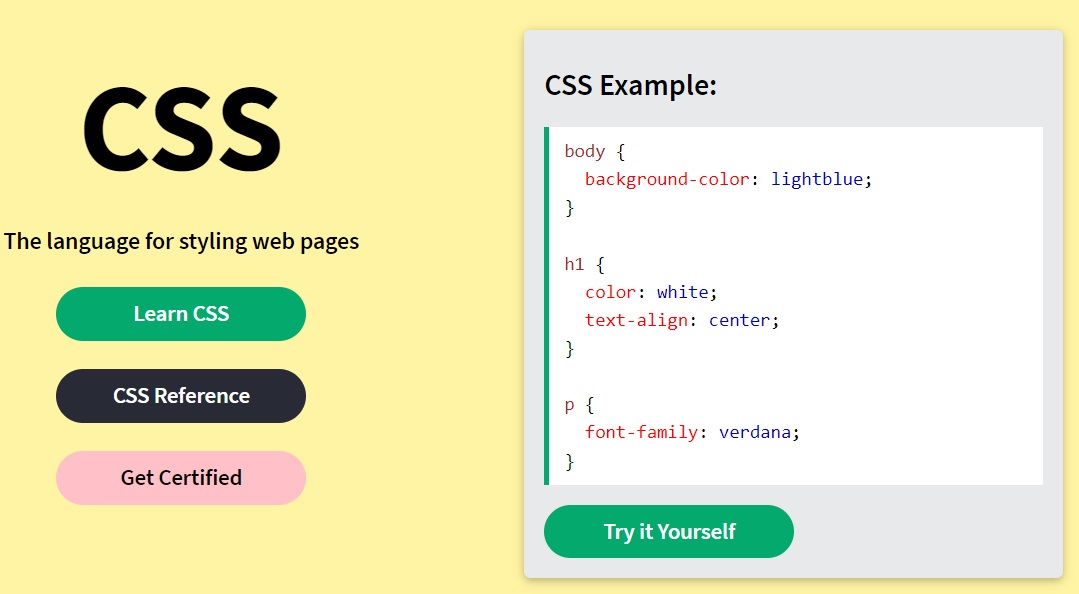 CSS
The language for styling web pages
Learn CSS
CSS Reference
Get Certified
CSS Example:
body {
  background-color: lightblue;
}
h1 {
  color: white;
  text-align: center;
}
p {
  font-family: verdana;
}
Try it Yourself